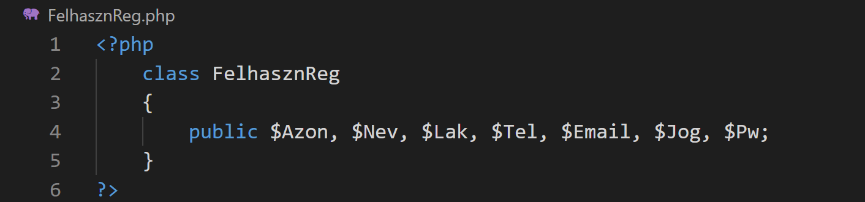 FelhasznReg.php
1 <?php
2 class FelhasznReg
3 {
4 public $Azon, $Nev, $Lak, $Tel, $Email, $Jog, $Pw;
5 }
6 ?>